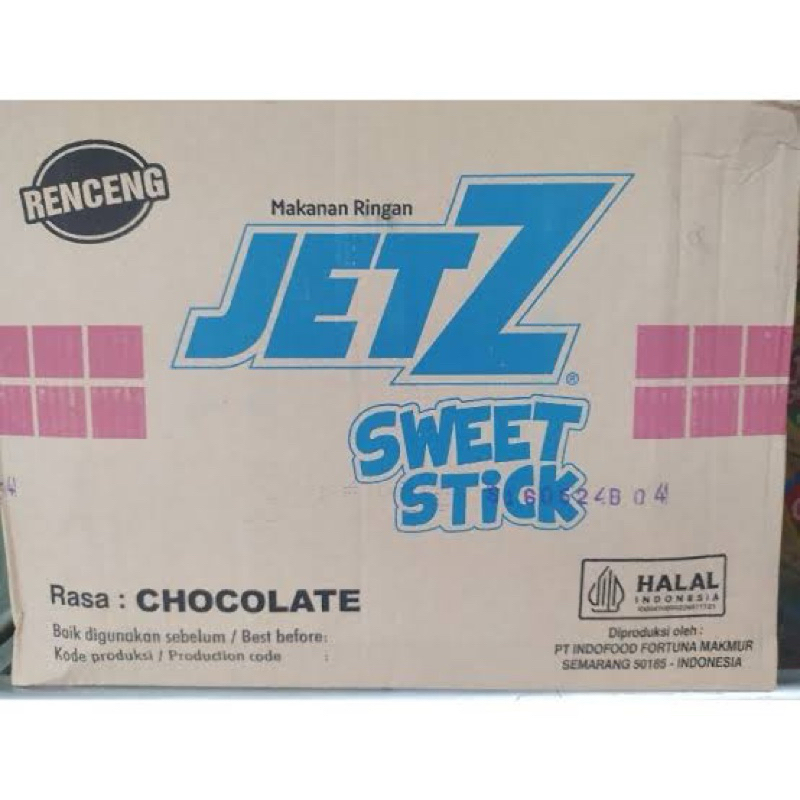 RENCENG
Makanan Ringan
JETZ
®
SWEET
STiCK
Rasa : CHOCOLATE
Baik digunakan sebelum / Best before:
Kode produksi / Production code :
HALAL
INDONESIA
Diproduksi oleh :
PT INDOFOOD FORTUNA MAKMUR
SEMARANG 50185 - INDONESIA